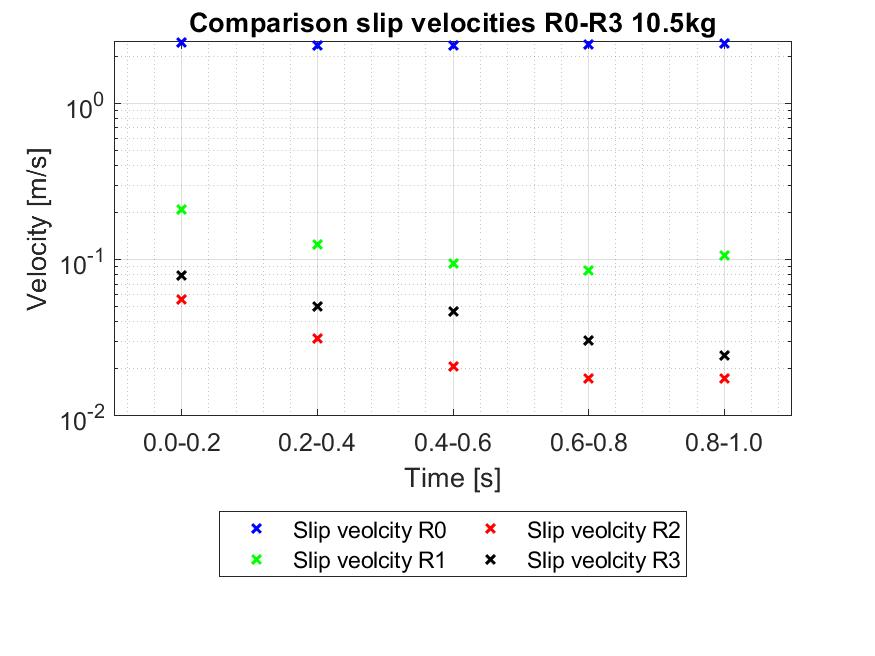 Comparison slip velocities R0-R3 10.5kg
10^0
10^-1
10^-2
Velocity [m/s]
0.0-0.2 0.2-0.4 0.4-0.6 0.6-0.8 0.8-1.0
Time [s]
Slip veolcity R0 Slip veolcity R2
Slip veolcity R1 Slip veolcity R3